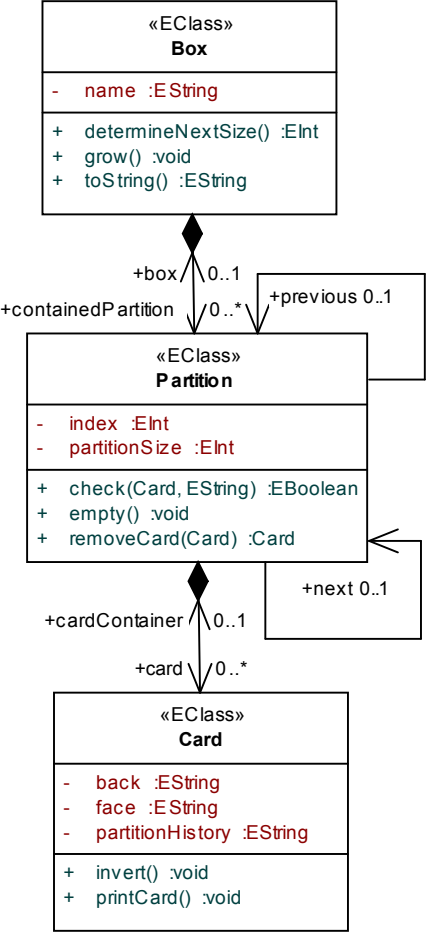 «EClass»
Box
- name :EString
+ determineNextSize() :EInt
+ grow() :void
+ toString() :EString
+box 0..1
+containedPartition 0..*
+previous 0..1
«EClass»
Partition
- index :EInt
- partitionSize :EInt
+ check(Card, EString) :EBoolean
+ empty() :void
+ removeCard(Card) :Card
+next 0..1
+cardContainer 0..1
+card 0..*
«EClass»
Card
- back :EString
- face :EString
- partitionHistory :EString
+ invert() :void
+ printCard() :void